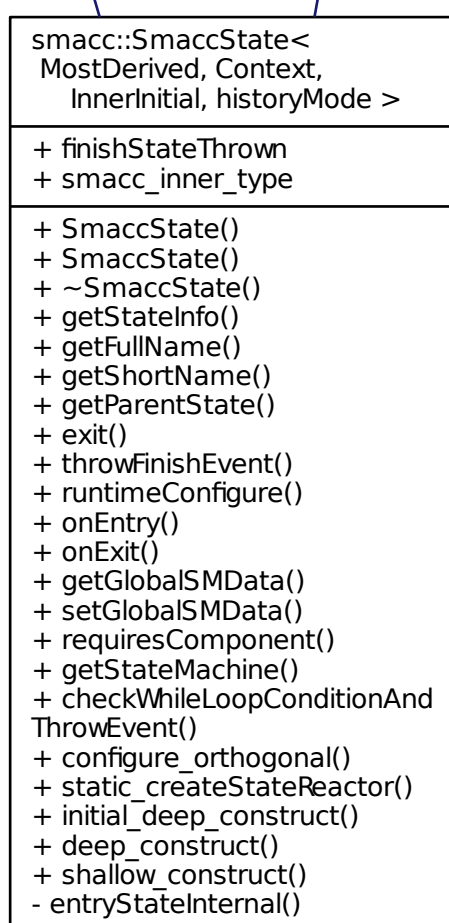 smacc::SmaccState<
MostDerived, Context,
InnerInitial, historyMode >
+ finishStateThrown
+ smacc_inner_type
+ SmaccState()
+ SmaccState()
+ ~SmaccState()
+ getStateInfo()
+ getFullName()
+ getShortName()
+ getParentState()
+ exit()
+ throwFinishEvent()
+ runtimeConfigure()
+ onEntry()
+ onExit()
+ getGlobalSMData()
+ setGlobalSMData()
+ requiresComponent()
+ getStateMachine()
+ checkWhileLoopConditionAnd
ThrowEvent()
+ configure_orthogonal()
+ static_createStateReactor()
+ initial_deep_construct()
+ deep_construct()
+ shallow_construct()
- entryStateInternal()